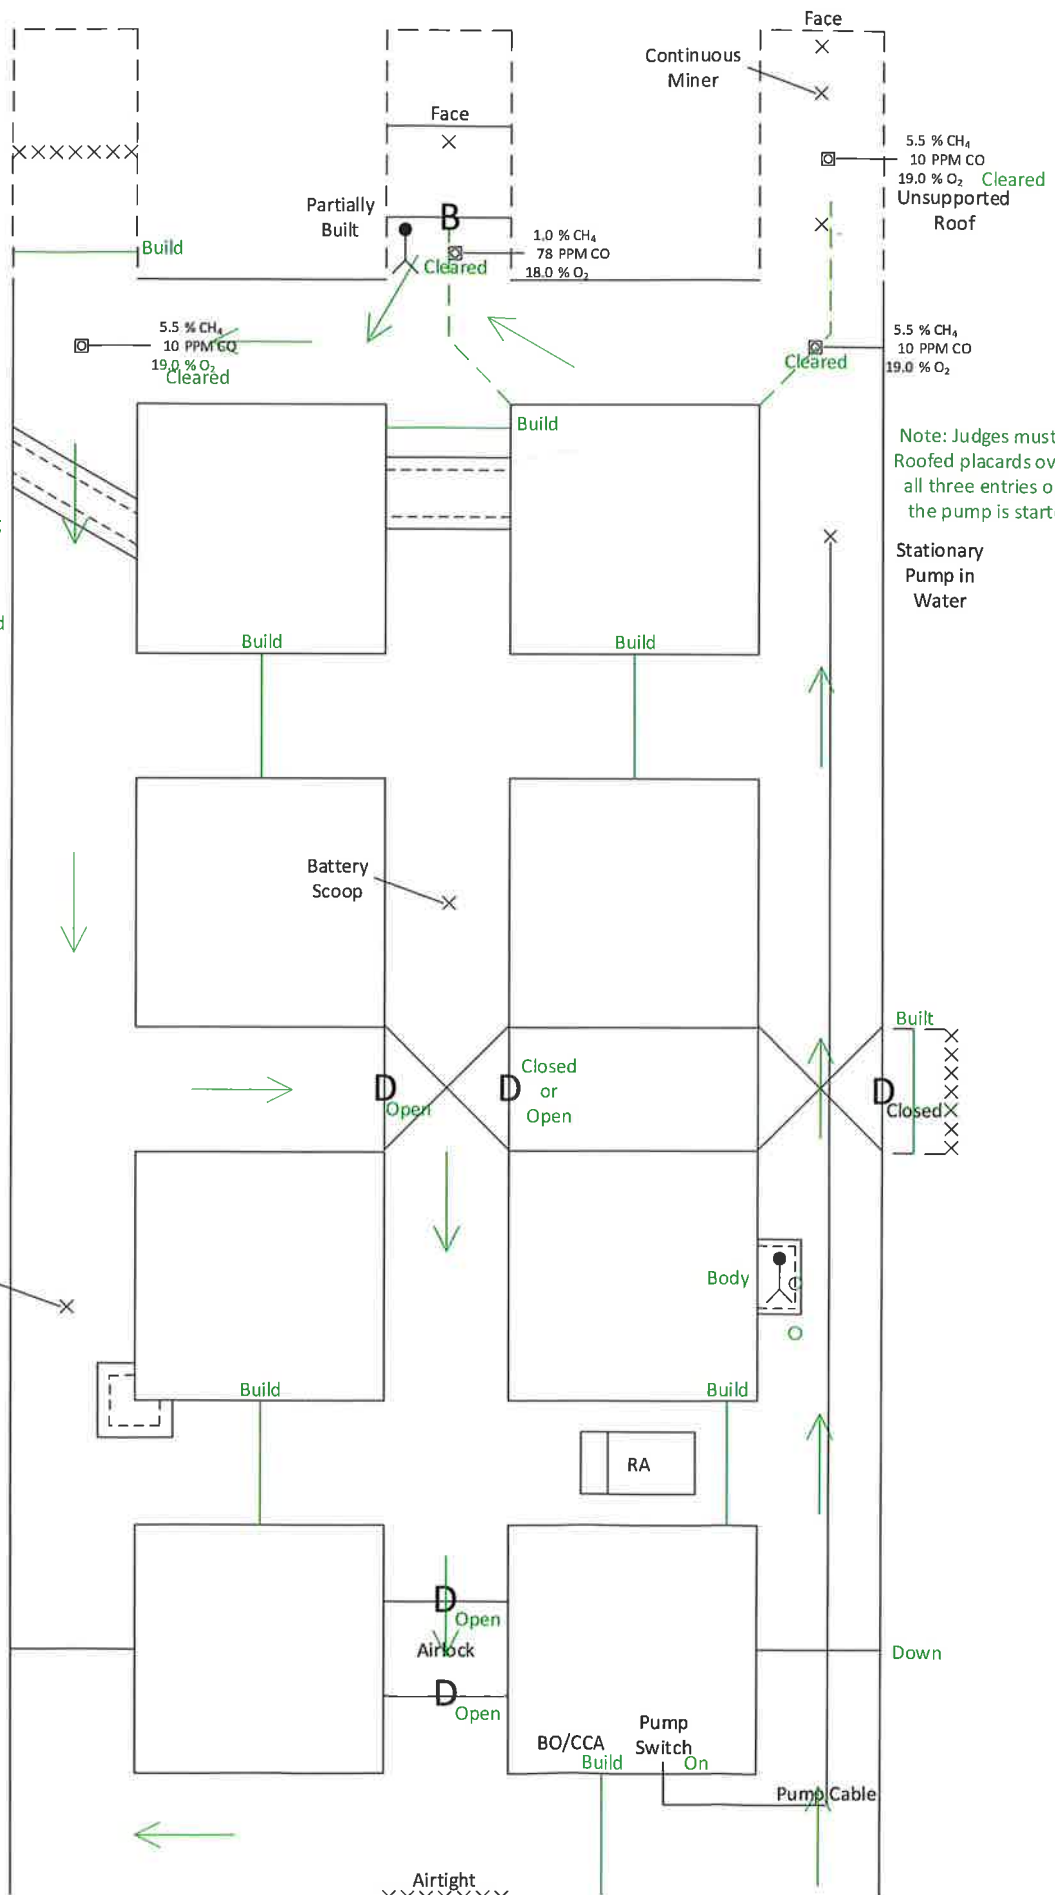 Face
Continuous
Miner
Face
5.5 % CH₄
10 PPM CO
19.0 % O₂ Cleared
Unsupported
Roof
Partially
Built
B
1.0 % CH₄
78 PPM CO
18.0 % O₂
Cleared
Build
5.5 % CH₄
10 PPM CO
19.0 % O₂
Cleared
5.5 % CH₄
10 PPM CO
19.0 % O₂
Cleared
Build
Note: Judges must
Roofed placards ov
all three entries o
the pump is start
Stationary
Pump in
Water
Build
Build
Battery
Scoop
Built
D
Open
D
Closed
or
Open
D
Closed
Body
Build
Build
RA
D
Open
Airlock
D
Open
Down
BO/CCA
Build
Pump
Switch
On
Pump Cable
Airtight